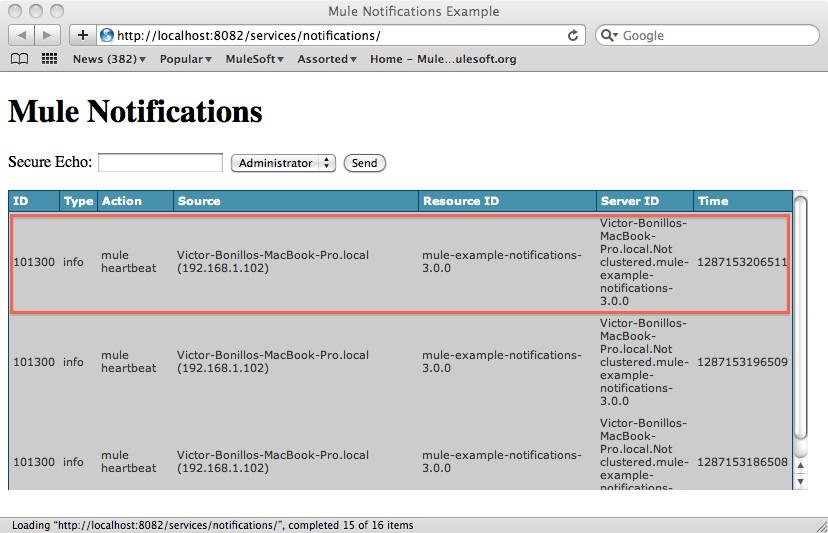 Mule Notifications Example
http://localhost:8082/services/notifications/
Google
News (382) Popular MuleSoft Assorted Home – Mule...ulesoft.org
Mule Notifications
Secure Echo: Administrator Send
ID Type Action Source Resource ID Server ID Time
101300 info mule heartbeat Victor-Bonillos-MacBook-Pro.local (192.168.1.102) mule-example-notifications-3.0.0 Victor-Bonillos-MacBook-Pro.local.Not clustered.mule-example-notifications-3.0.0 1287153206511
101300 info mule heartbeat Victor-Bonillos-MacBook-Pro.local (192.168.1.102) mule-example-notifications-3.0.0 Victor-Bonillos-MacBook-Pro.local.Not clustered.mule-example-notifications-3.0.0 1287153196509
101300 info mule heartbeat Victor-Bonillos-MacBook-Pro.local (192.168.1.102) mule-example-notifications-3.0.0 Victor-Bonillos-MacBook-Pro.local.Not clustered.mule-example-notifications- 1287153186508
Loading "http://localhost:8082/services/notifications/", completed 15 of 16 items